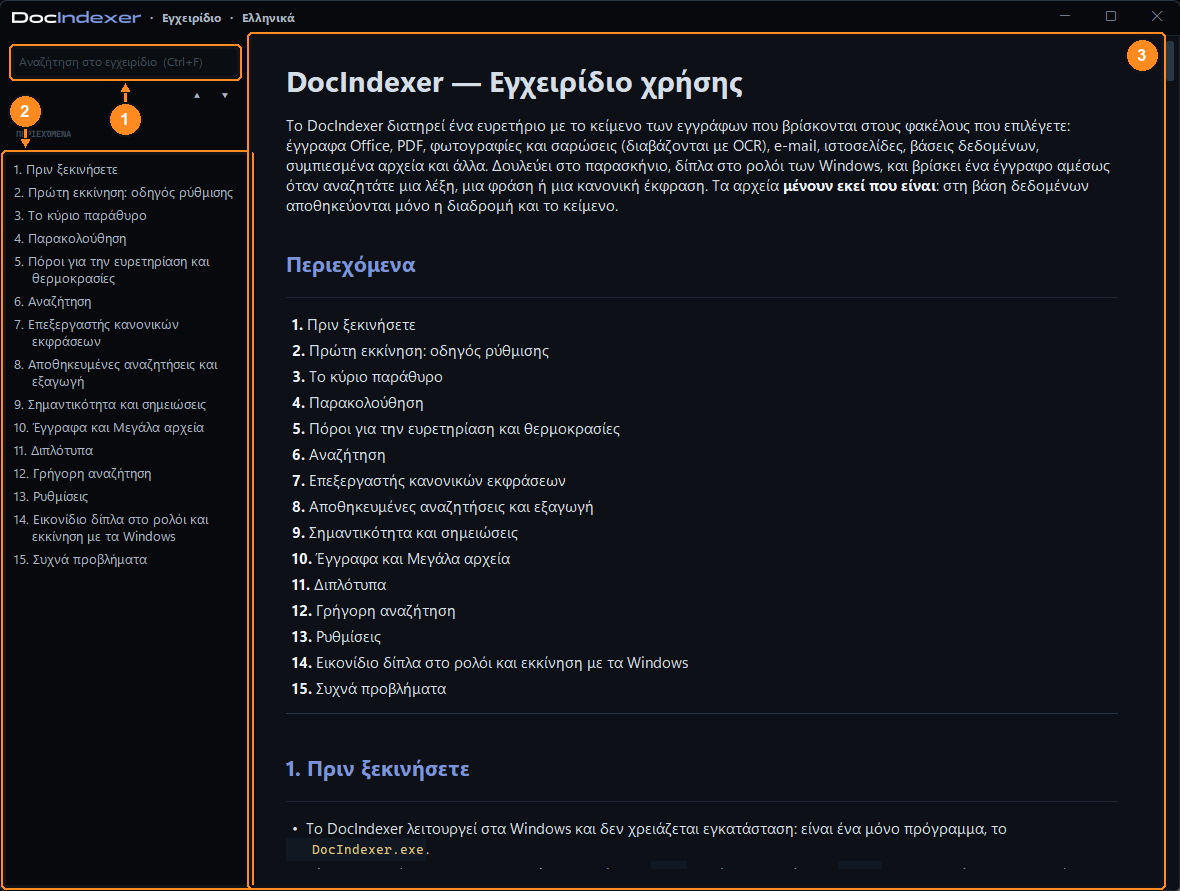 DocIndexer · Εγχειρίδιο · Ελληνικά
Αναζήτηση στο εγχειρίδιο (Ctrl+F)
1
2
ΠΕΡΙΕΧΟΜΕΝΑ
1. Πριν ξεκινήσετε
2. Πρώτη εκκίνηση: οδηγός ρύθμισης
3. Το κύριο παράθυρο
4. Παρακολούθηση
5. Πόροι για την ευρετηρίαση και
θερμοκρασίες
6. Αναζήτηση
7. Επεξεργαστής κανονικών
εκφράσεων
8. Αποθηκευμένες αναζητήσεις και
εξαγωγή
9. Σημαντικότητα και σημειώσεις
10. Έγγραφα και Μεγάλα αρχεία
11. Διπλότυπα
12. Γρήγορη αναζήτηση
13. Ρυθμίσεις
14. Εικονίδιο δίπλα στο ρολόι και
εκκίνηση με τα Windows
15. Συχνά προβλήματα
3
DocIndexer — Εγχειρίδιο χρήσης
Το DocIndexer διατηρεί ένα ευρετήριο με το κείμενο των εγγράφων που βρίσκονται στους φακέλους που επιλέγετε:
έγγραφα Office, PDF, φωτογραφίες και σαρώσεις (διαβάζονται με OCR), e-mail, ιστοσελίδες, βάσεις δεδομένων,
συμπιεσμένα αρχεία και άλλα. Δουλεύει στο παρασκήνιο, δίπλα στο ρολόι των Windows, και βρίσκει ένα έγγραφο αμέσως
όταν αναζητάτε μια λέξη, μια φράση ή μια κανονική έκφραση. Τα αρχεία μένουν εκεί που είναι: στη βάση δεδομένων
αποθηκεύονται μόνο η διαδρομή και το κείμενο.
Περιεχόμενα
1. Πριν ξεκινήσετε
2. Πρώτη εκκίνηση: οδηγός ρύθμισης
3. Το κύριο παράθυρο
4. Παρακολούθηση
5. Πόροι για την ευρετηρίαση και θερμοκρασίες
6. Αναζήτηση
7. Επεξεργαστής κανονικών εκφράσεων
8. Αποθηκευμένες αναζητήσεις και εξαγωγή
9. Σημαντικότητα και σημειώσεις
10. Έγγραφα και Μεγάλα αρχεία
11. Διπλότυπα
12. Γρήγορη αναζήτηση
13. Ρυθμίσεις
14. Εικονίδιο δίπλα στο ρολόι και εκκίνηση με τα Windows
15. Συχνά προβλήματα
1. Πριν ξεκινήσετε
• Το DocIndexer λειτουργεί στα Windows και δεν χρειάζεται εγκατάσταση: είναι ένα μόνο πρόγραμμα, το
DocIndexer.exe.